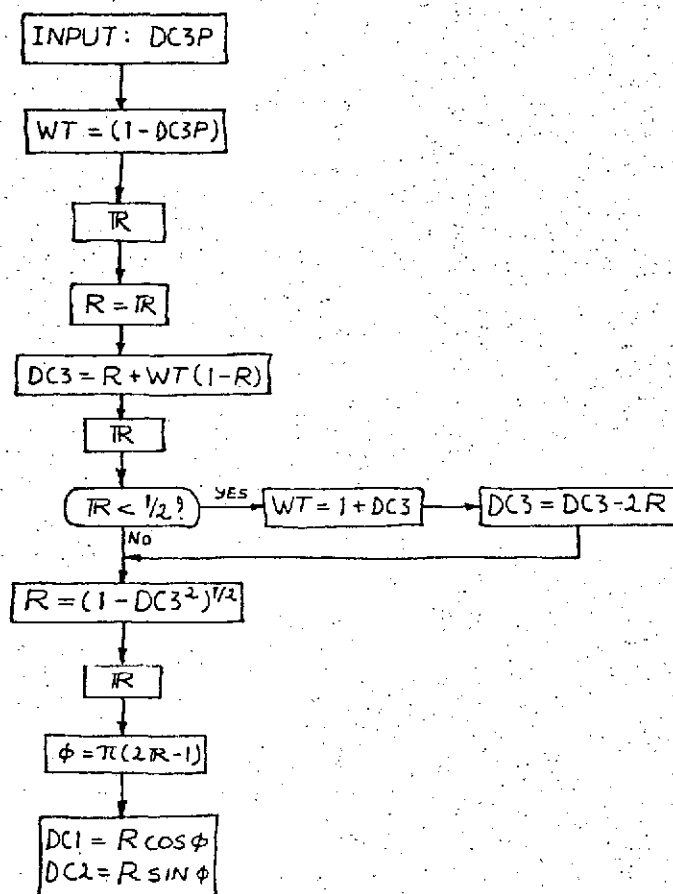 INPUT: DC3P
WT = (1 - DC3P)
ℝ
R = ℝ
DC3 = R + WT(1-R)
ℝ
ℝ < 1/2?
YES
WT = 1 + DC3
DC3 = DC3-2R
NO
R = (1 - DC3²)^1/2
ℝ
ϕ = π(2ℝ-1)
DC1 = R COS ϕ
DC2 = R SIN ϕ